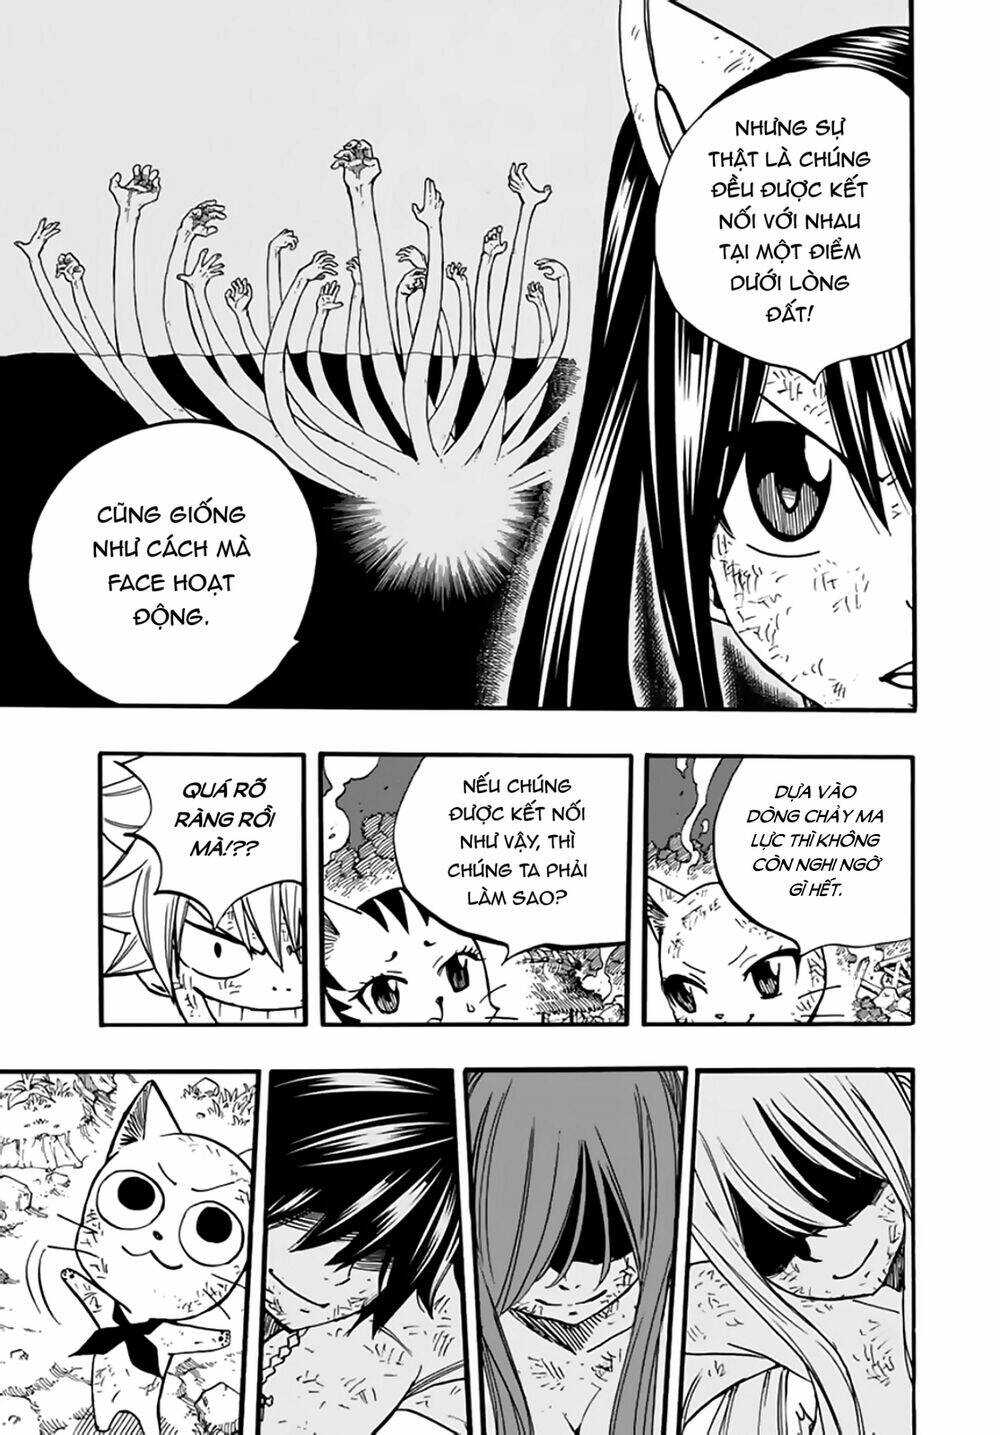 NHƯNG SỰ
THẬT LÀ CHÚNG
ĐỀU ĐƯỢC KẾT
NỐI VỚI NHAU
TẠI MỘT ĐIỂM
DƯỚI LÒNG
ĐẤT!
CŨNG GIỐNG
NHƯ CÁCH MÀ
FACE HOẠT
ĐỘNG.
DỰA VÀO
DÒNG CHẢY MA
LỰC THÌ KHÔNG
CÒN NGHI NGỜ
GÌ HẾT.
NẾU CHÚNG
ĐƯỢC KẾT NỐI
NHƯ VẬY, THÌ
CHÚNG TA PHẢI
LÀM SAO?
QUÁ RÕ
RÀNG RỒI
MÀ!??